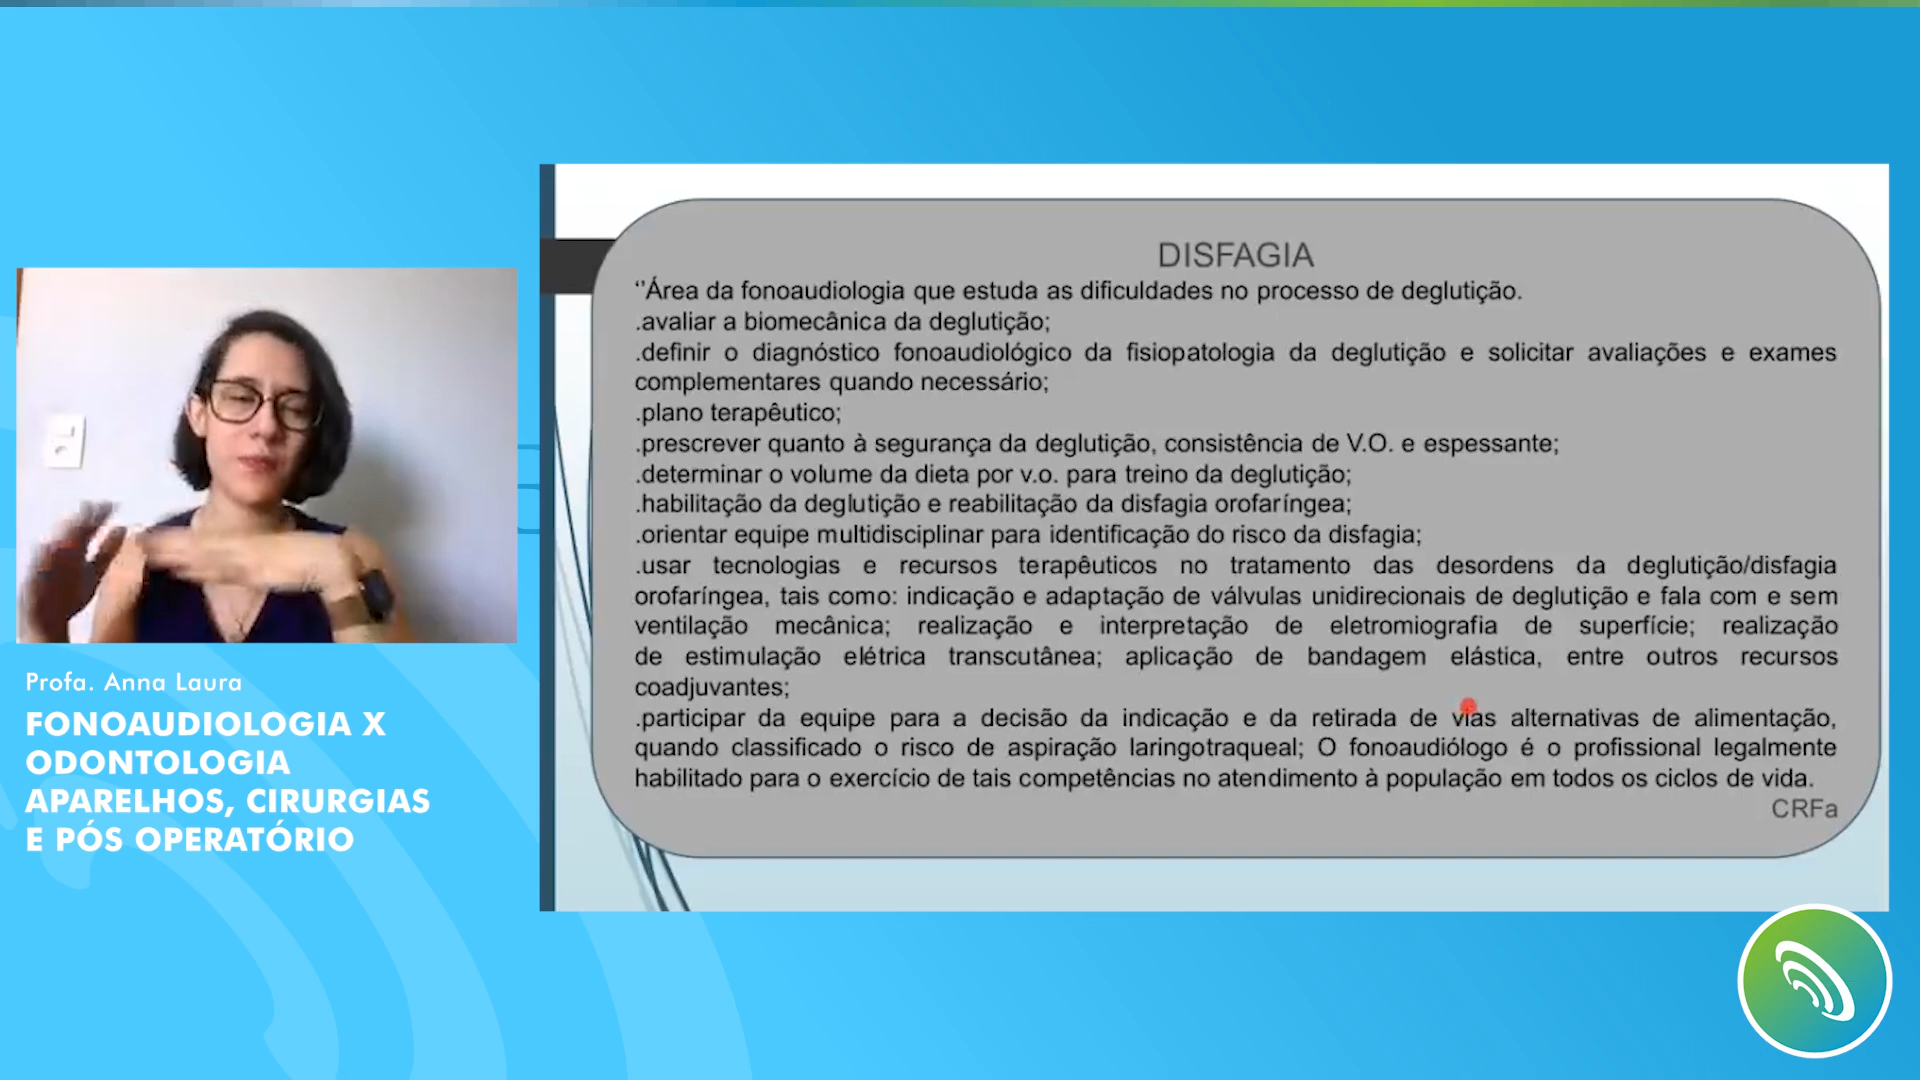 DISFAGIA
‘’Área da fonoaudiologia que estuda as dificuldades no processo de deglutição.
.avaliar a biomecânica da deglutição;
.definir o diagnóstico fonoaudiológico da fisiopatologia da deglutição e solicitar avaliações e exames
complementares quando necessário;
.plano terapêutico;
.prescrever quanto à segurança da deglutição, consistência de V.O. e espessante;
.determinar o volume da dieta por v.o. para treino da deglutição;
.habilitação da deglutição e reabilitação da disfagia orofaríngea;
.orientar equipe multidisciplinar para identificação do risco da disfagia;
.usar tecnologias e recursos terapêuticos no tratamento das desordens da deglutição/disfagia
orofaríngea, tais como: indicação e adaptação de válvulas unidirecionais de deglutição e fala com e sem
ventilação mecânica; realização e interpretação de eletromiografia de superfície; realização
de estimulação elétrica transcutânea; aplicação de bandagem elástica, entre outros recursos
coadjuvantes;
.participar da equipe para a decisão da indicação e da retirada de vias alternativas de alimentação,
quando classificado o risco de aspiração laringotraqueal; O fonoaudiólogo é o profissional legalmente
habilitado para o exercício de tais competências no atendimento à população em todos os ciclos de vida.
CRFa
Profa. Anna Laura
FONOAUDIOLOGIA X
ODONTOLOGIA
APARELHOS, CIRURGIAS
E PÓS OPERATÓRIO